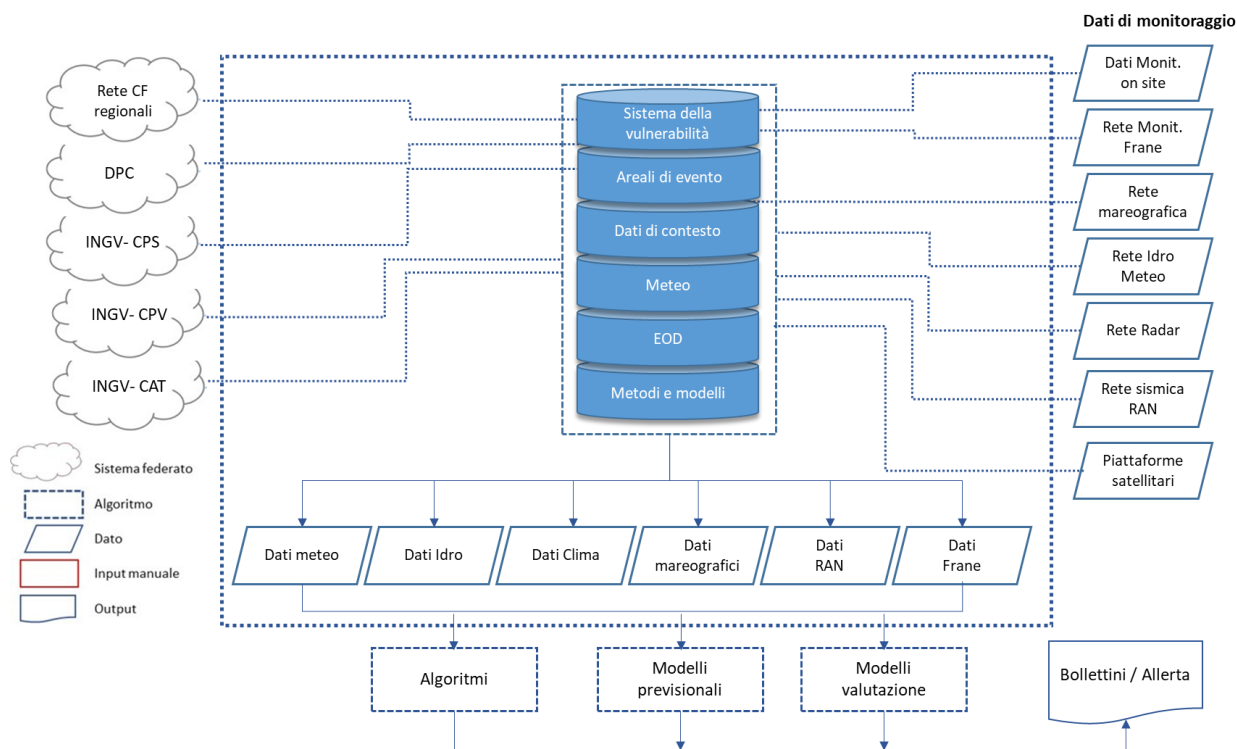 Dati di monitoraggio
Rete CF
regionali
DPC
INGV- CPS
INGV- CPV
INGV- CAT
Sistema della
vulnerabilità
Areali di evento
Dati di contesto
Meteo
EOD
Metodi e modelli
Dati Monit.
on site
Rete Monit.
Frane
Rete
mareografica
Rete Idro
Meteo
Rete Radar
Rete sismica
RAN
Piattaforme
satellitari
Sistema federato
Algoritmo
Dato
Input manuale
Output
Dati meteo
Dati Idro
Dati Clima
Dati
mareografici
Dati
RAN
Dati
Frane
Algoritmi
Modelli
previsionali
Modelli
valutazione
Bollettini / Allerta